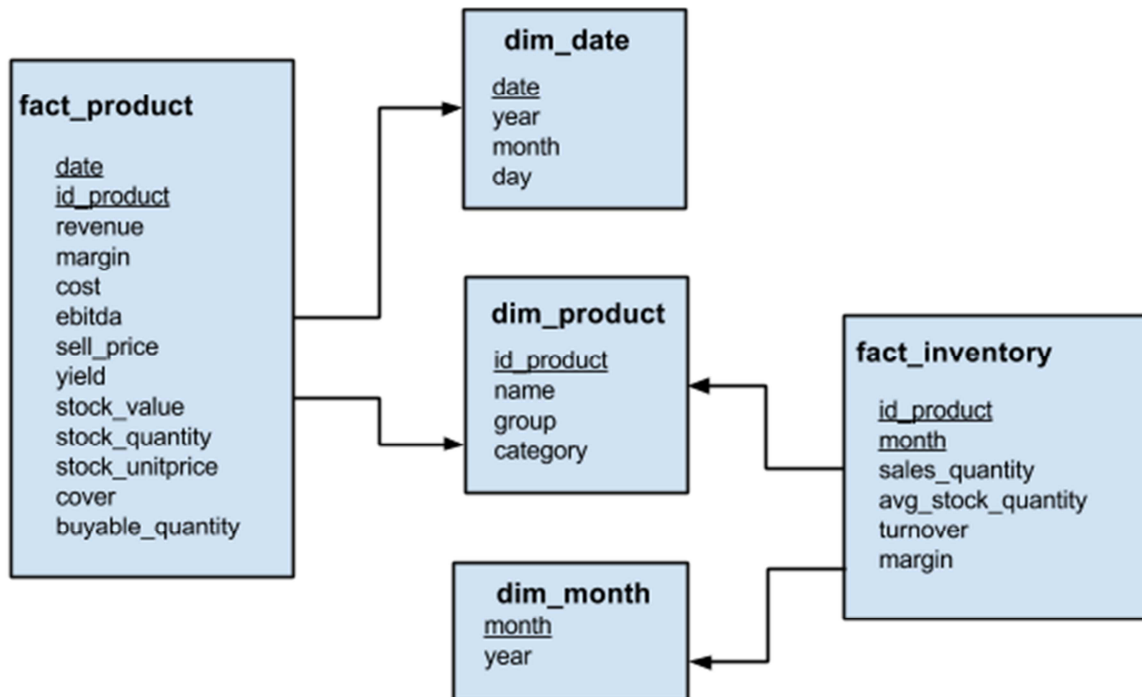 fact_product
date
id_product
revenue
margin
cost
ebitda
sell_price
yield
stock_value
stock_quantity
stock_unitprice
cover
buyable_quantity
dim_date
date
year
month
day
dim_product
id_product
name
group
category
dim_month
month
year
fact_inventory
id_product
month
sales_quantity
avg_stock_quantity
turnover
margin